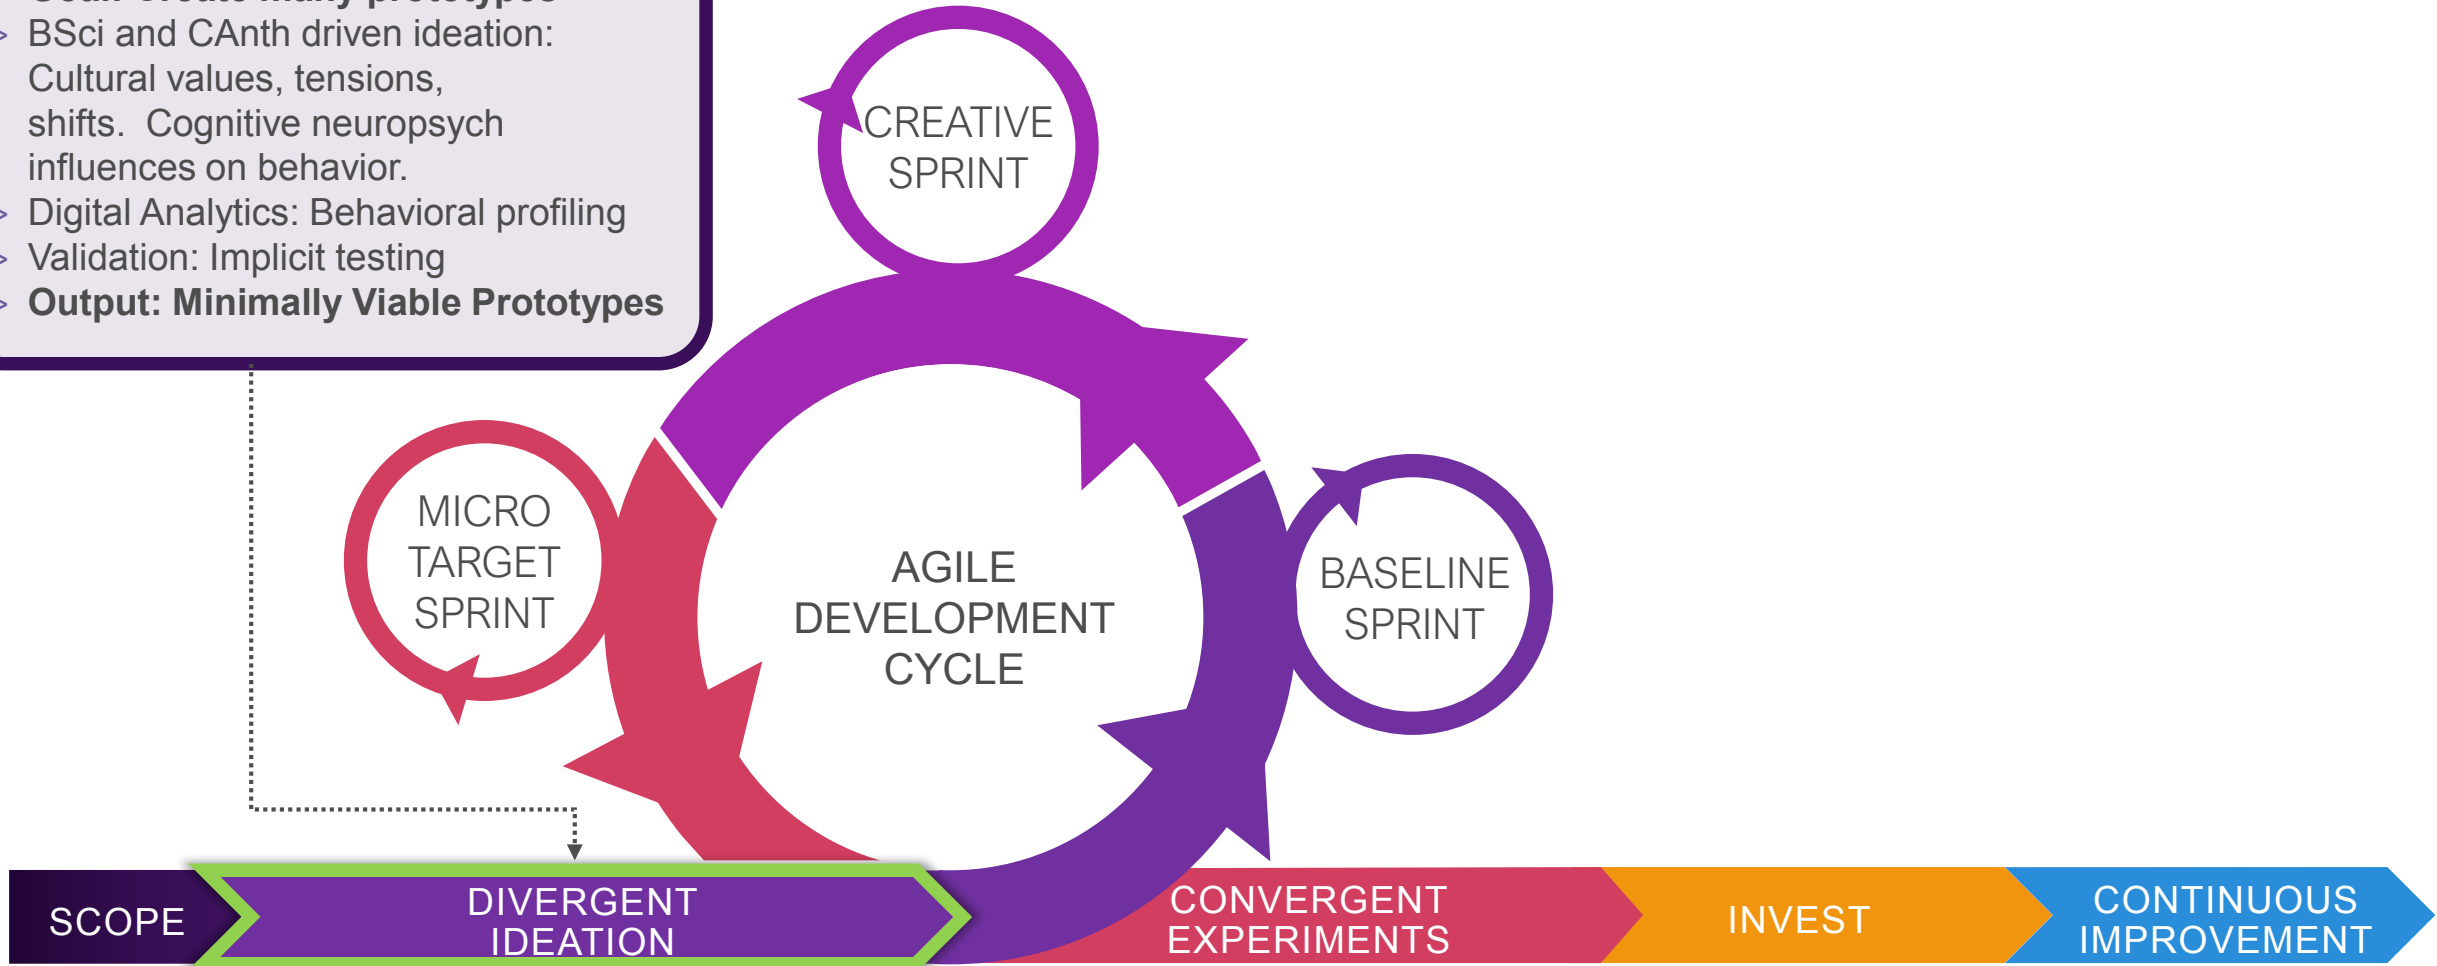 BSci and CAnth driven ideation:
Cultural values, tensions,
shifts.  Cognitive neuropsych
influences on behavior.
> Digital Analytics: Behavioral profiling
> Validation: Implicit testing
> Output: Minimally Viable Prototypes
CREATIVE
SPRINT
MICRO
TARGET
SPRINT
AGILE
DEVELOPMENT
CYCLE
BASELINE
SPRINT
SCOPE
DIVERGENT
IDEATION
CONVERGENT
EXPERIMENTS
INVEST
CONTINUOUS
IMPROVEMENT